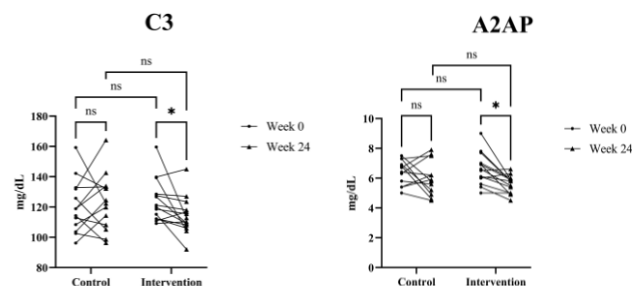 C3
ns
ns
ns
*
180
160
140
120
100
80
mg/dL
Control
Intervention
Week 0
Week 24
A2AP
ns
ns
ns
*
10
8
6
4
2
0
mg/dL
Control
Intervention
Week 0
Week 24